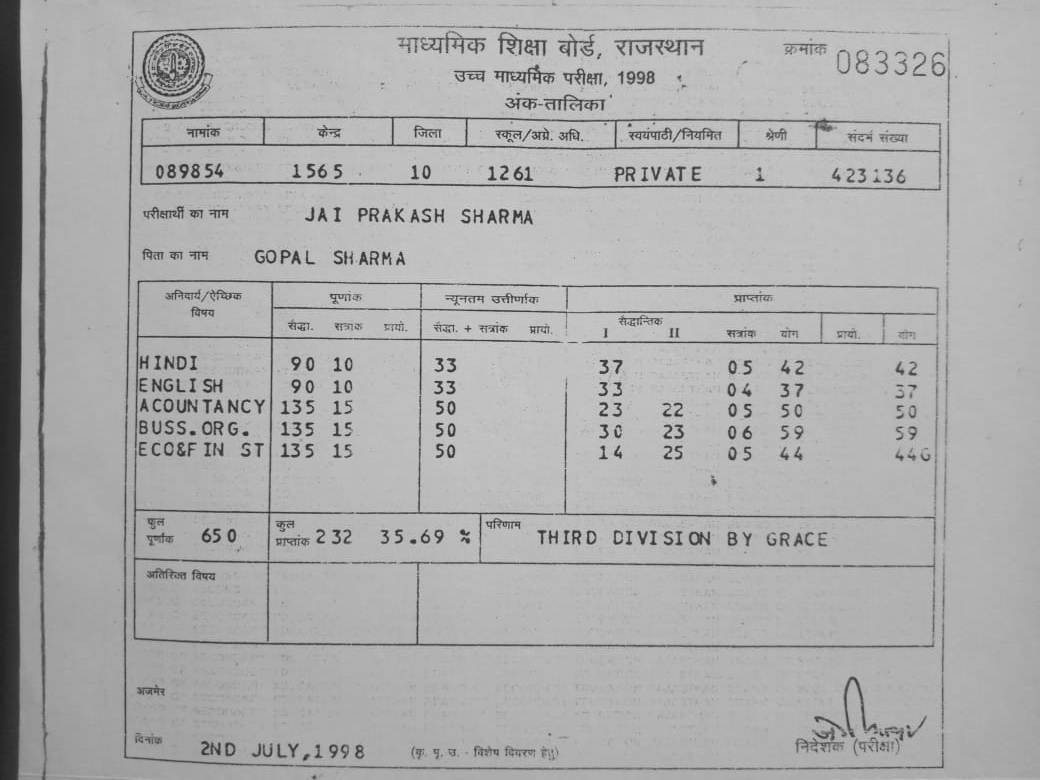 माध्यमिक शिक्षा बोर्ड, राजस्थान
क्रमांक 083326
उच्च माध्यमिक परीक्षा, 1998
अंक-तालिका
नामांक केन्द्र जिला स्कूल/अग्रे. अधि. स्वयंपाठी/नियमित श्रेणी संदर्भ संख्या
089854 1565 10 1261 PRIVATE 1 423136
परीक्षार्थी का नाम JAI PRAKASH SHARMA
पिता का नाम GOPAL SHARMA
अनिवार्य/ऐच्छिक विषय पूर्णांक न्यूनतम उत्तीर्णांक प्राप्तांक
सैद्धा. सत्रांक प्रायो. सैद्धा. + सत्रांक प्रायो. सैद्धान्तिक I II सत्रांक योग प्रायो. योग
HINDI 90 10 33 37 05 42 42
ENGLISH 90 10 33 33 04 37 37
ACOUNTANCY 135 15 50 23 22 05 50 50
BUSS.ORG. 135 15 50 30 23 06 59 59
ECO&FIN ST 135 15 50 14 25 05 44 44G
कुल पूर्णांक 650 कुल प्राप्तांक 232 35.69 % परिणाम THIRD DIVISION BY GRACE
अतिरिक्त विषय
अजमेर
दिनांक 2ND JULY,1998 (कृ. पृ. उ. - विशेष विवरण हेतु) निदेशक (परीक्षा)